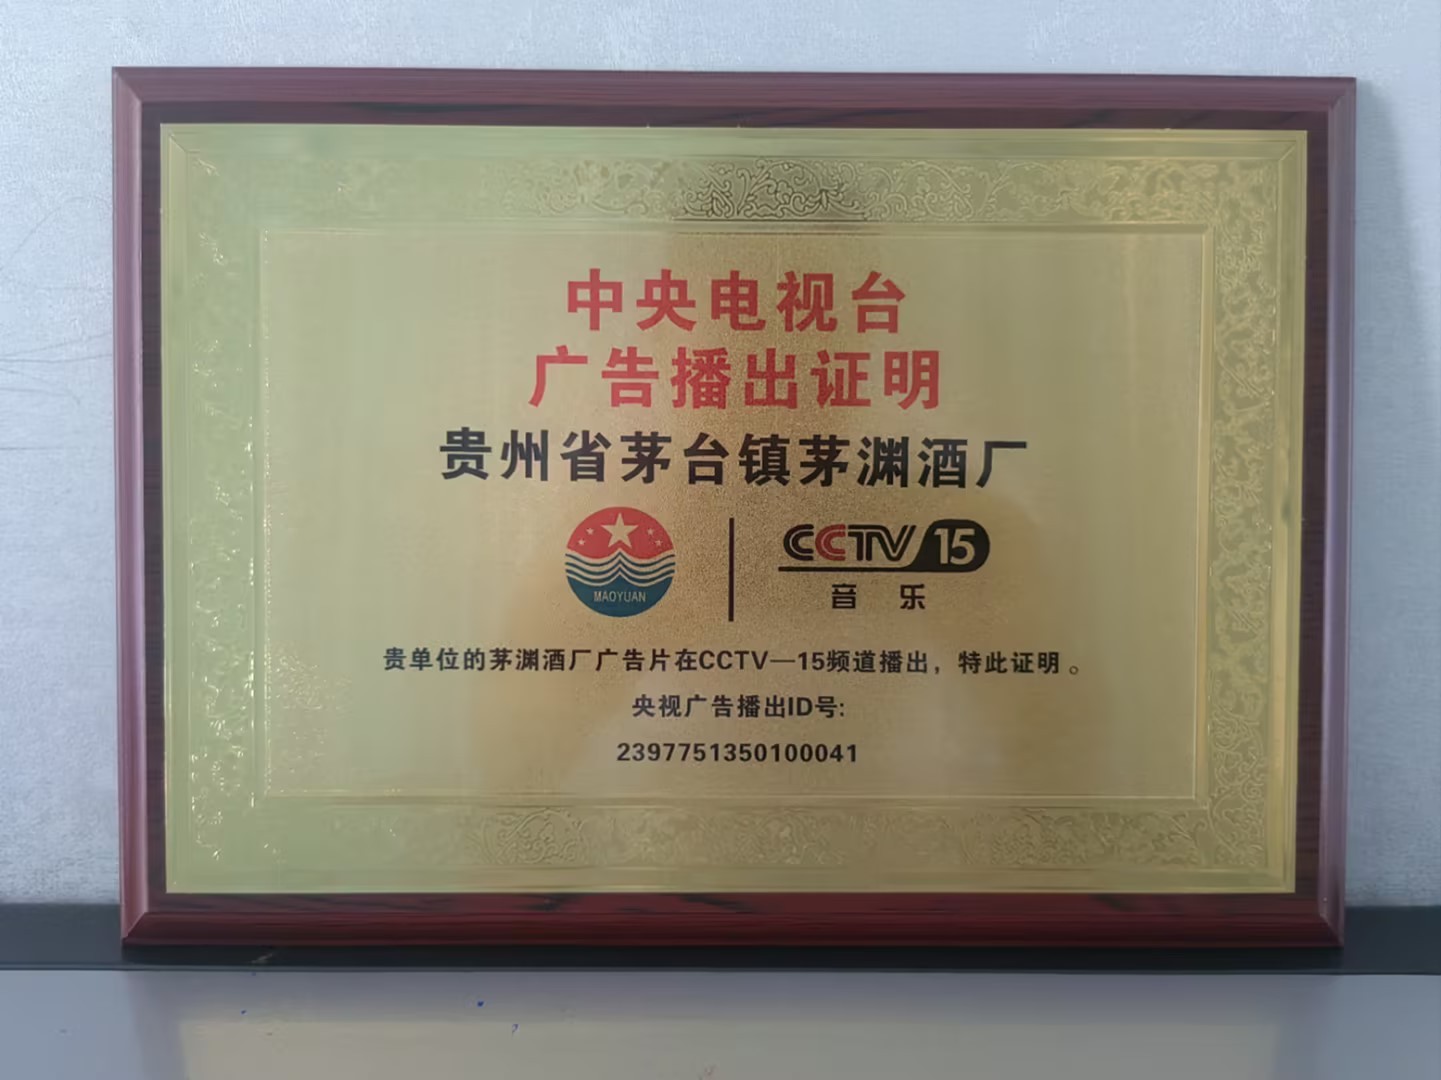 中央电视台
广告播出证明
贵州省茅台镇茅渊酒厂
MAOYUAN
CCTV 15
音乐
贵单位的茅渊酒厂广告片在CCTV—15频道播出，特此证明。
央视广告播出ID号:
2397751350100041